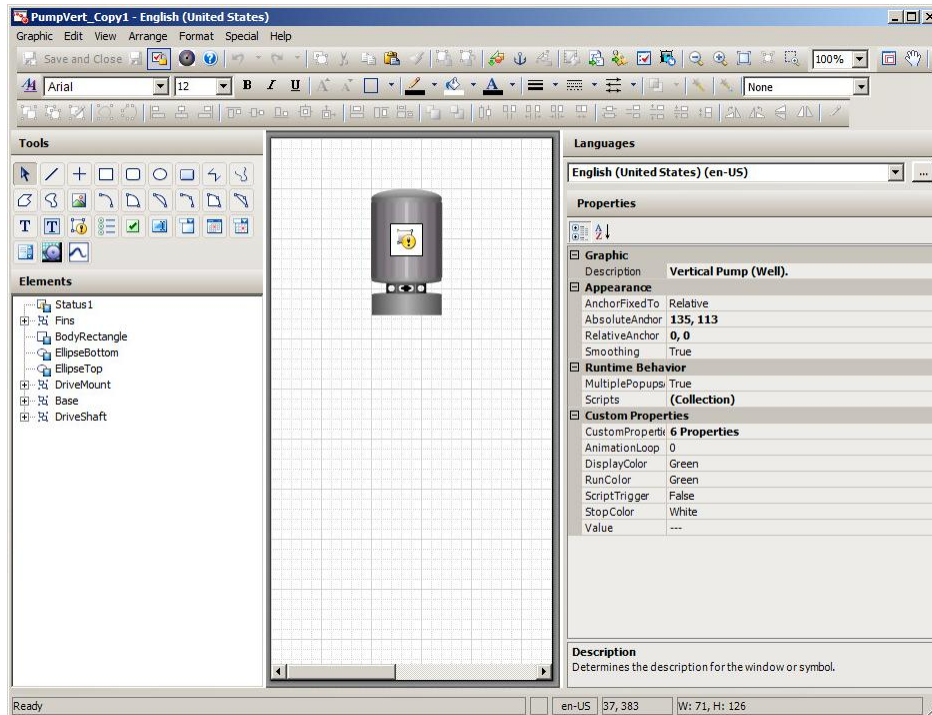 PumpVert_Copy1 - English (United States)
Graphic Edit View Arrange Format Special Help
Save and Close
100%
Arial
12
B I U
A
None
Tools
T T
Elements
Status1
Fins
BodyRectangle
EllipseBottom
EllipseTop
DriveMount
Base
DriveShaft
Languages
English (United States) (en-US)
...
Properties
Graphic
Description Vertical Pump (Well).
Appearance
AnchorFixedTo Relative
AbsoluteAnchor 135, 113
RelativeAnchor 0, 0
Smoothing True
Runtime Behavior
MultiplePopups True
Scripts (Collection)
Custom Properties
CustomProperti 6 Properties
AnimationLoop 0
DisplayColor Green
RunColor Green
ScriptTrigger False
StopColor White
Value ---
Description
Determines the description for the window or symbol.
Ready
en-US 37, 383 W: 71, H: 126